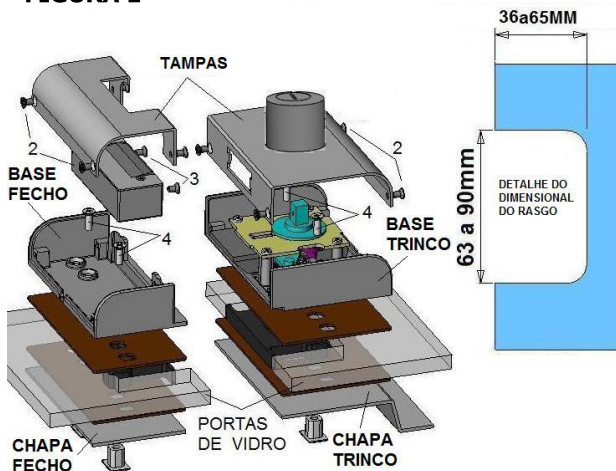 FIGURA 2
TAMPAS
2
3
BASE
FECHO
4
2
4
BASE
TRINCO
PORTAS
DE VIDRO
CHAPA
FECHO
CHAPA
TRINCO
36a65MM
63 a 90mm
DETALHE DO
DIMENSIONAL
DO RASGO